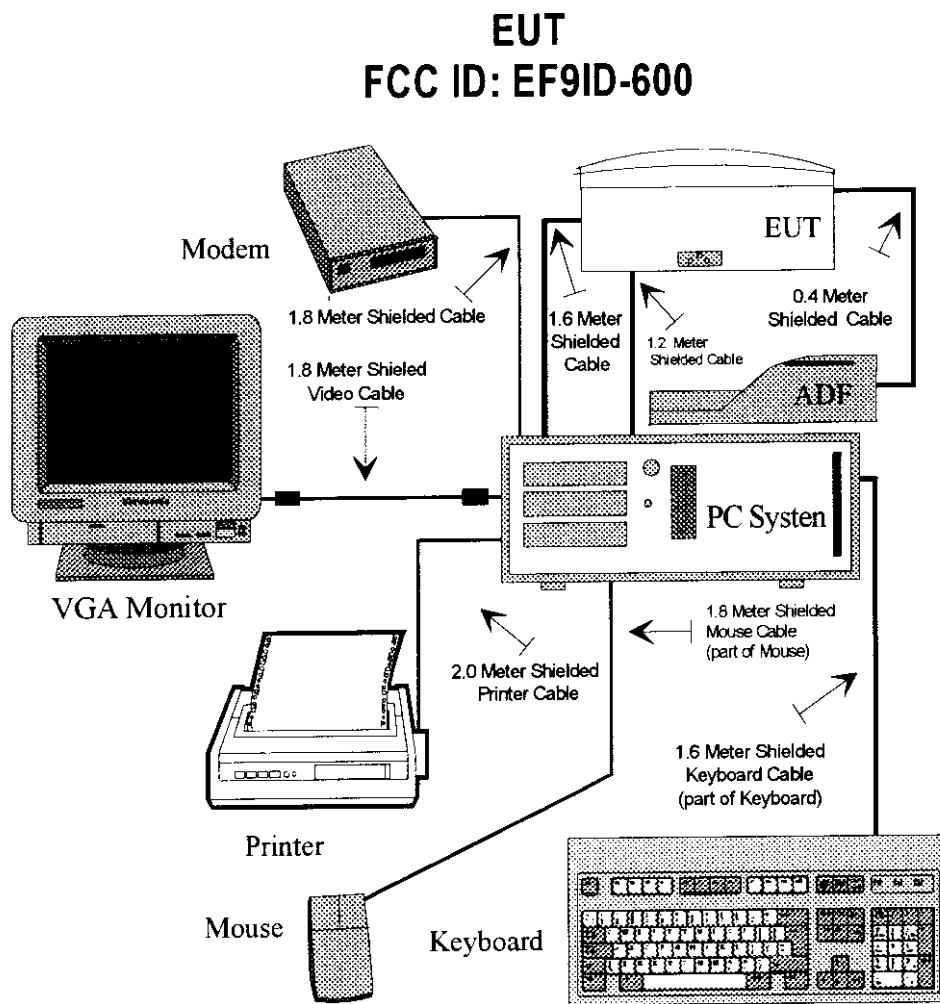 EUT
FCC ID: EF9ID-600
Modem
EUT
1.8 Meter Shielded Cable
1.6 Meter
Shielded
Cable
1.2 Meter
Shielded Cable
0.4 Meter
Shielded Cable
1.8 Meter Shieled
Video Cable
ADF
PC Systen
VGA Monitor
1.8 Meter Shielded
Mouse Cable
(part of Mouse)
2.0 Meter Shielded
Printer Cable
1.6 Meter Shielded
Keyboard Cable
(part of Keyboard)
Printer
Mouse
Keyboard